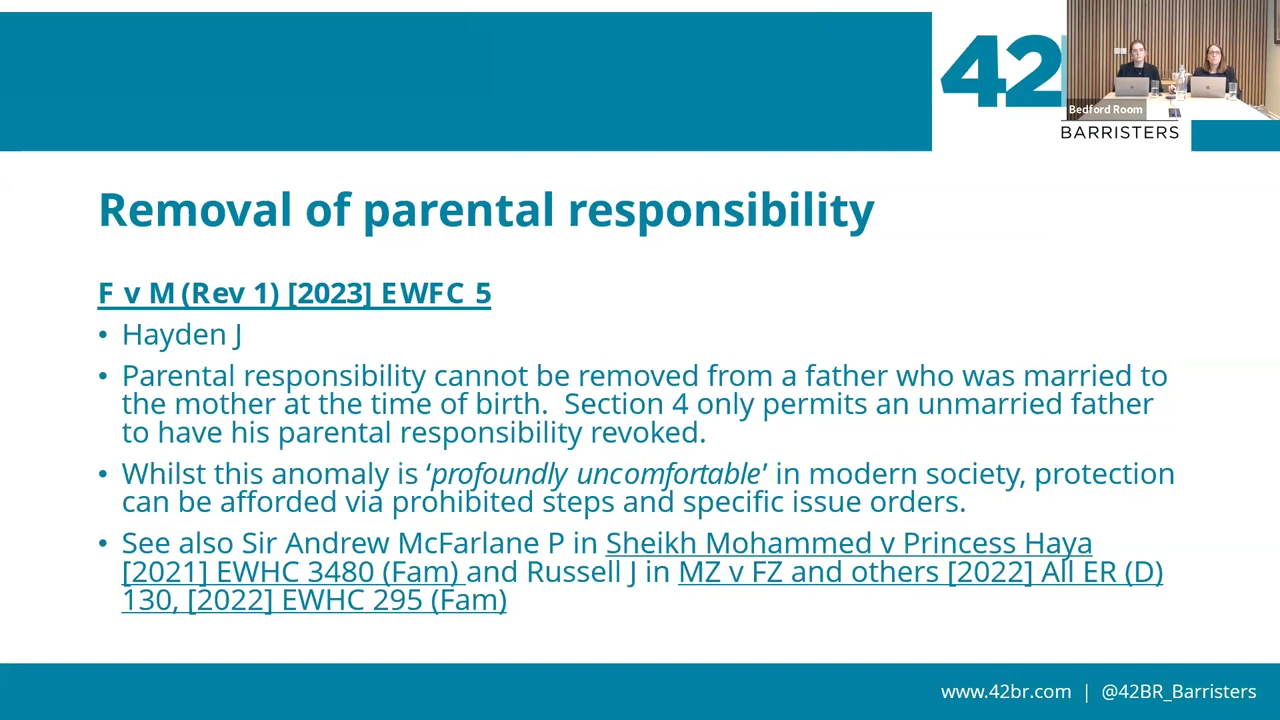 42
Bedford Room
BARRISTERS
Removal of parental responsibility
F v M (Rev 1) [2023] EWFC 5
• Hayden J
• Parental responsibility cannot be removed from a father who was married to
the mother at the time of birth.  Section 4 only permits an unmarried father
to have his parental responsibility revoked.
• Whilst this anomaly is ‘profoundly uncomfortable’ in modern society, protection
can be afforded via prohibited steps and specific issue orders.
• See also Sir Andrew McFarlane P in Sheikh Mohammed v Princess Haya
[2021] EWHC 3480 (Fam) and Russell J in MZ v FZ and others [2022] All ER (D)
130, [2022] EWHC 295 (Fam)
www.42br.com | @42BR_Barristers